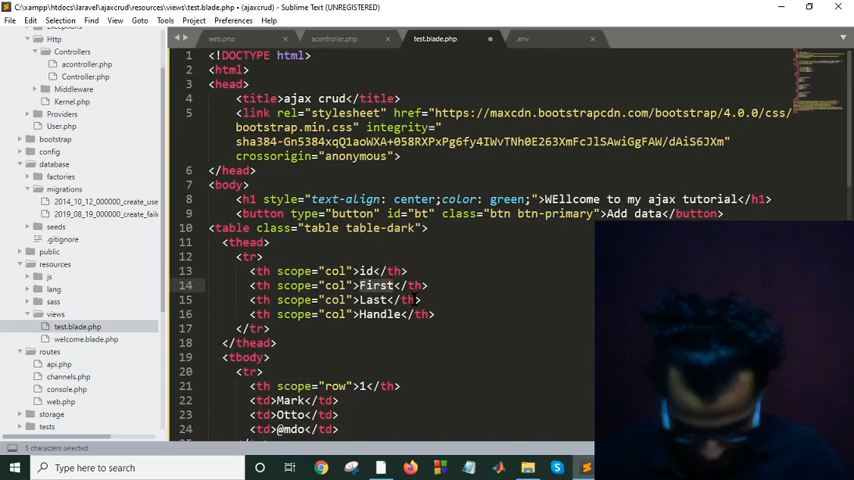 C:\xampp\htdocs\laravel\ajaxcrud\resources\views\test.blade.php • (ajaxcrud) - Sublime Text (UNREGISTERED)
File Edit Selection Find View Goto Tools Project Preferences Help
Exceptions
Http
Controllers
acontroller.php
Controller.php
Middleware
Kernel.php
Providers
User.php
bootstrap
config
database
factories
migrations
2014_10_12_000000_create_use
2019_08_19_000000_create_faile
seeds
.gitignore
public
resources
js
lang
sass
views
test.blade.php
welcome.blade.php
routes
api.php
channels.php
console.php
web.php
storage
tests
web.php
acontroller.php
test.blade.php
.env
1 <!DOCTYPE html>
2 <html>
3 <head>
4 <title>ajax crud</title>
5 <link rel="stylesheet" href="https://maxcdn.bootstrapcdn.com/bootstrap/4.0.0/css/
bootstrap.min.css" integrity="
sha384-Gn5384xqQ1aoWXA+058RXPxPg6fy4IWvTNh0E263XmFcJlSAwiGgFAW/dAiS6JXm"
crossorigin="anonymous">
6 </head>
7 <body>
8 <h1 style="text-align: center;color: green;">WEllcome to my ajax tutorial</h1>
9 <button type="button" id="bt" class="btn btn-primary">Add data</button>
10 <table class="table table-dark">
11 <thead>
12 <tr>
13 <th scope="col">id</th>
14 <th scope="col">First</th>
15 <th scope="col">Last</th>
16 <th scope="col">Handle</th>
17 </tr>
18 </thead>
19 <tbody>
20 <tr>
21 <th scope="row">1</th>
22 <td>Mark</td>
23 <td>Otto</td>
24 <td>@mdo</td>
5 characters selected
Type here to search